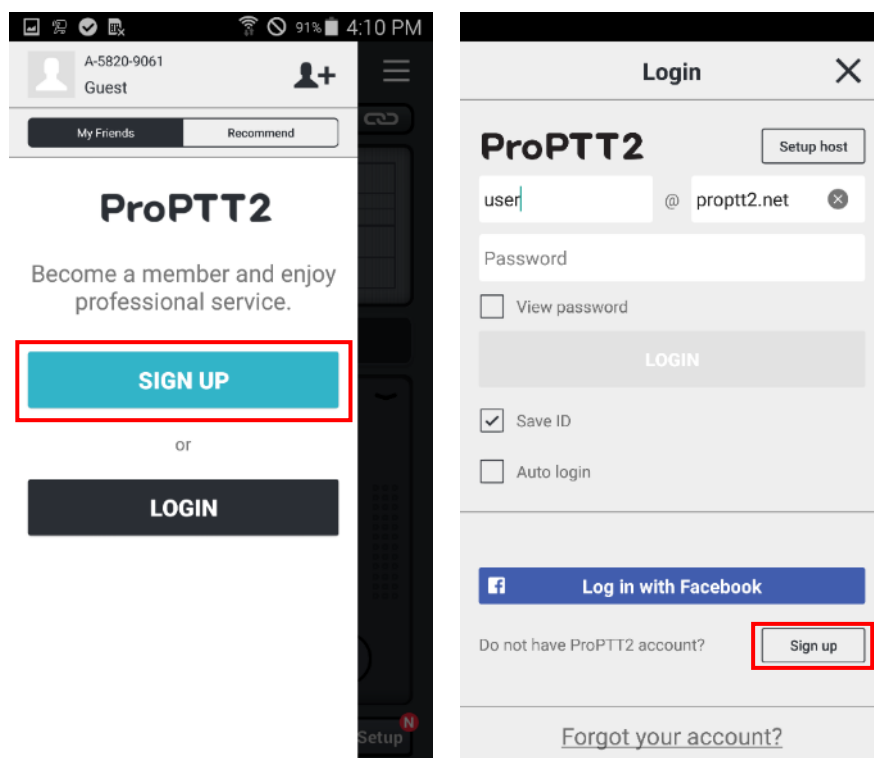 91% 4:10 PM
A-5820-9061
Guest
My Friends Recommend
ProPTT2
Become a member and enjoy
professional service.
SIGN UP
or
LOGIN
N
Setup
Login
ProPTT2 Setup host
user @ proptt2.net
Password
View password
LOGIN
Save ID
Auto login
f Log in with Facebook
Do not have ProPTT2 account? Sign up
Forgot your account?